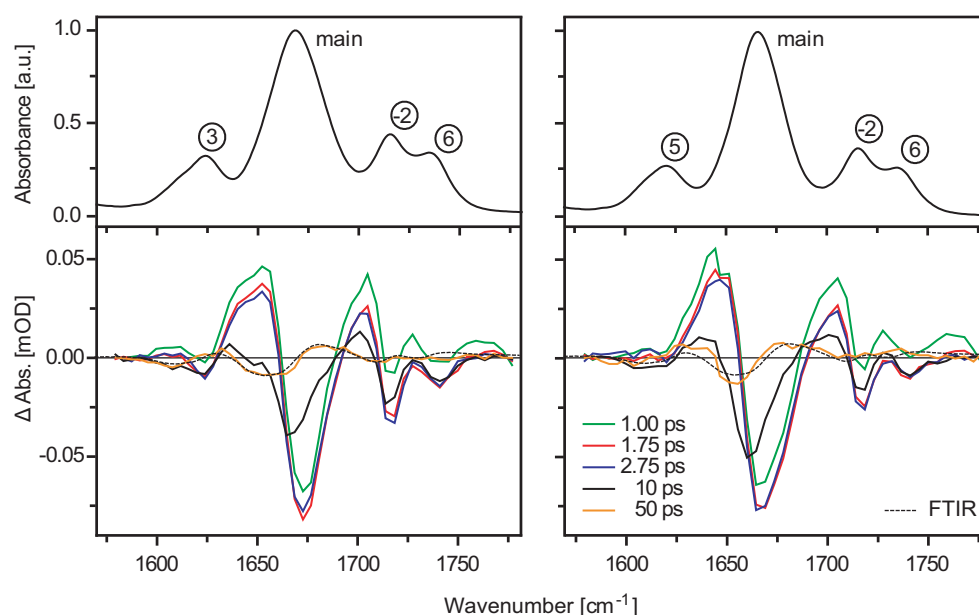 main
main
3
-2
6
5
-2
6
Absorbance [a.u.]
1.0
0.5
0.0
Δ Abs. [mOD]
0.05
0.00
-0.05
1.00 ps
1.75 ps
2.75 ps
10 ps
50 ps
FTIR
1600 1650 1700 1750 1600 1650 1700 1750
Wavenumber [cm⁻¹]